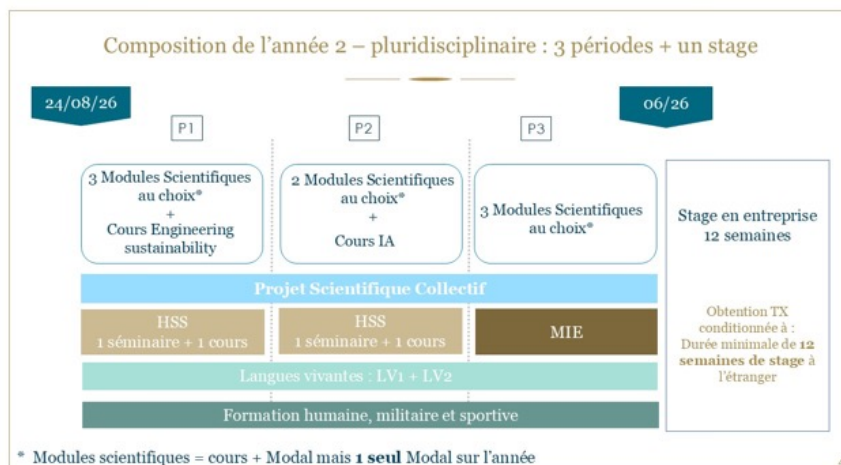 Composition de l'année 2 – pluridisciplinaire : 3 périodes + un stage
24/08/26
06/26
P1
P2
P3
3 Modules Scientifiques
au choix*
+
Cours Engineering
sustainability
2 Modules Scientifiques
au choix*
+
Cours IA
3 Modules Scientifiques
au choix*
Stage en entreprise
12 semaines
Obtention TX
conditionnée à :
Durée minimale de 12
semaines de stage à
l'étranger
Projet Scientifique Collectif
HSS
1 séminaire + 1 cours
HSS
1 séminaire + 1 cours
MIE
Langues vivantes : LV1 + LV2
Formation humaine, militaire et sportive
* Modules scientifiques = cours + Modal mais 1 seul Modal sur l'année